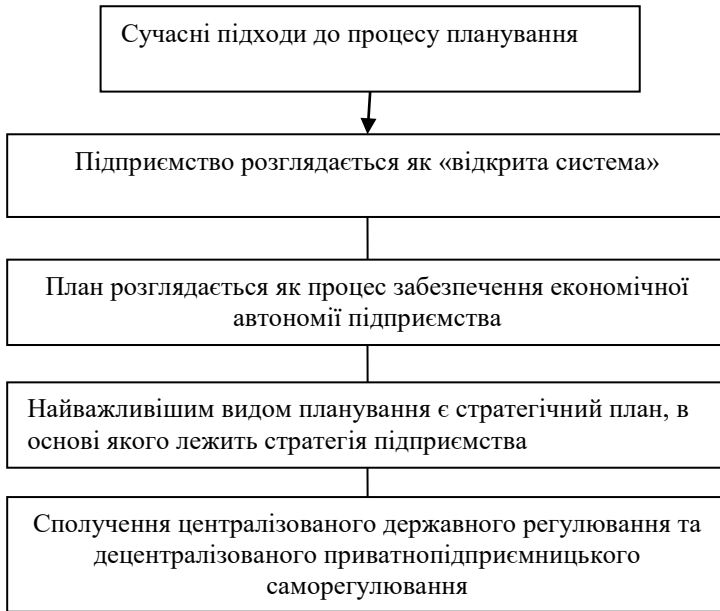 Сучасні підходи до процесу планування
Підприємство розглядається як «відкрита система»
План розглядається як процес забезпечення економічної
автономії підприємства
Найважливішим видом планування є стратегічний план, в
основі якого лежить стратегія підприємства
Сполучення централізованого державного регулювання та
децентралізованого приватнопідприємницького
саморегулювання